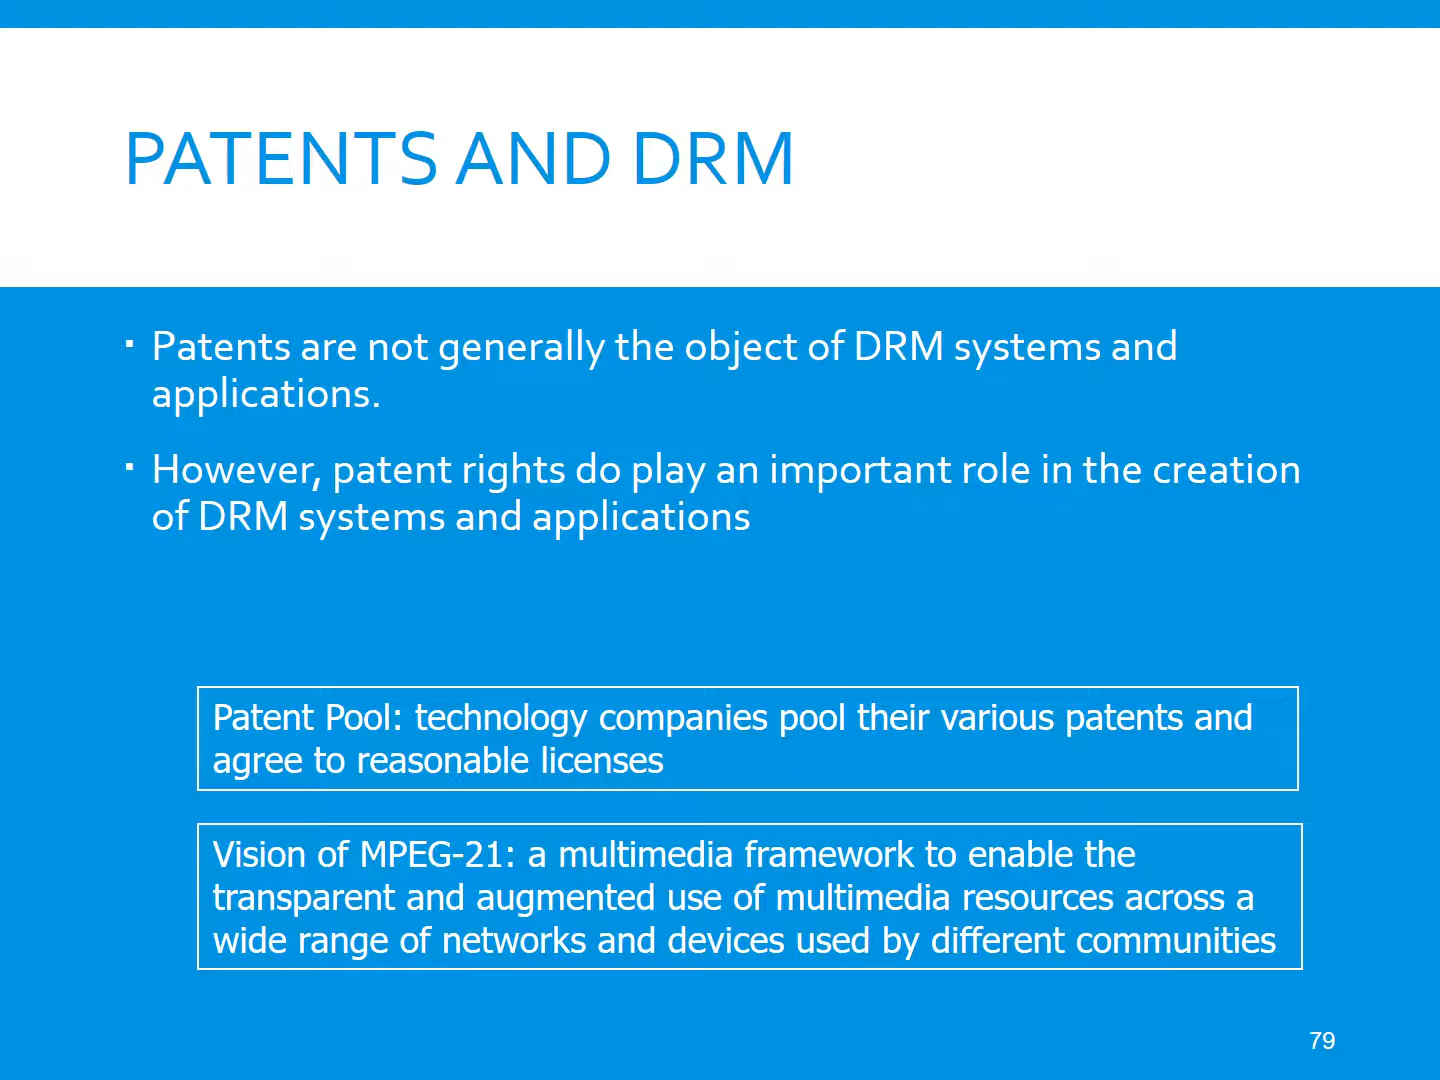 PATENTS AND DRM
▪ Patents are not generally the object of DRM systems and
applications.
▪ However, patent rights do play an important role in the creation
of DRM systems and applications
Patent Pool: technology companies pool their various patents and
agree to reasonable licenses
Vision of MPEG-21: a multimedia framework to enable the
transparent and augmented use of multimedia resources across a
wide range of networks and devices used by different communities
79